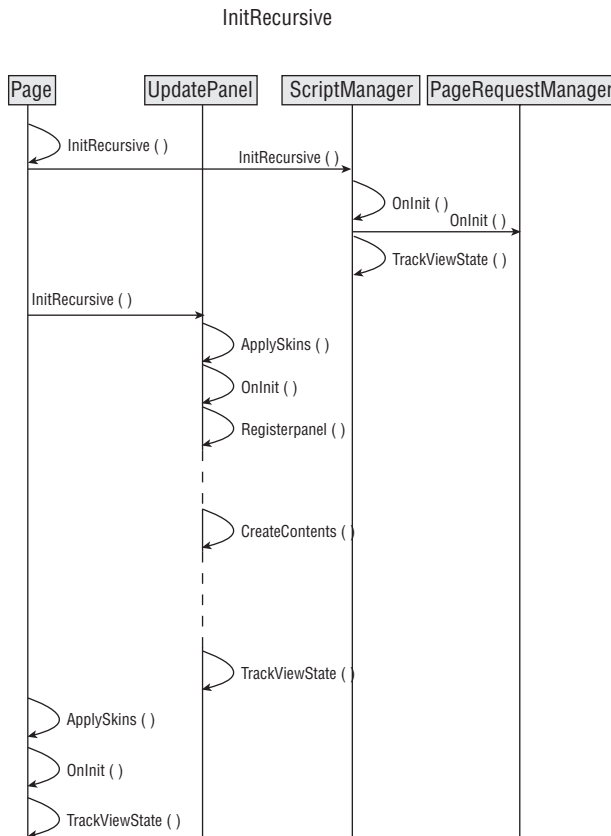 InitRecursive
Page
UpdatePanel
ScriptManager
PageRequestManager
InitRecursive ( )
InitRecursive ( )
OnInit ( )
OnInit ( )
TrackViewState ( )
InitRecursive ( )
ApplySkins ( )
OnInit ( )
Registerpanel ( )
CreateContents ( )
TrackViewState ( )
ApplySkins ( )
OnInit ( )
TrackViewState ( )